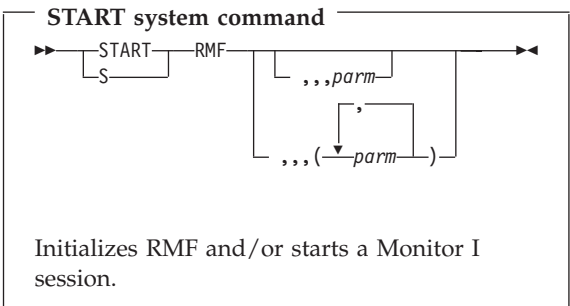 START system command
START RMF
S ,,,parm
,
,,,( parm )
Initializes RMF and/or starts a Monitor I
session.